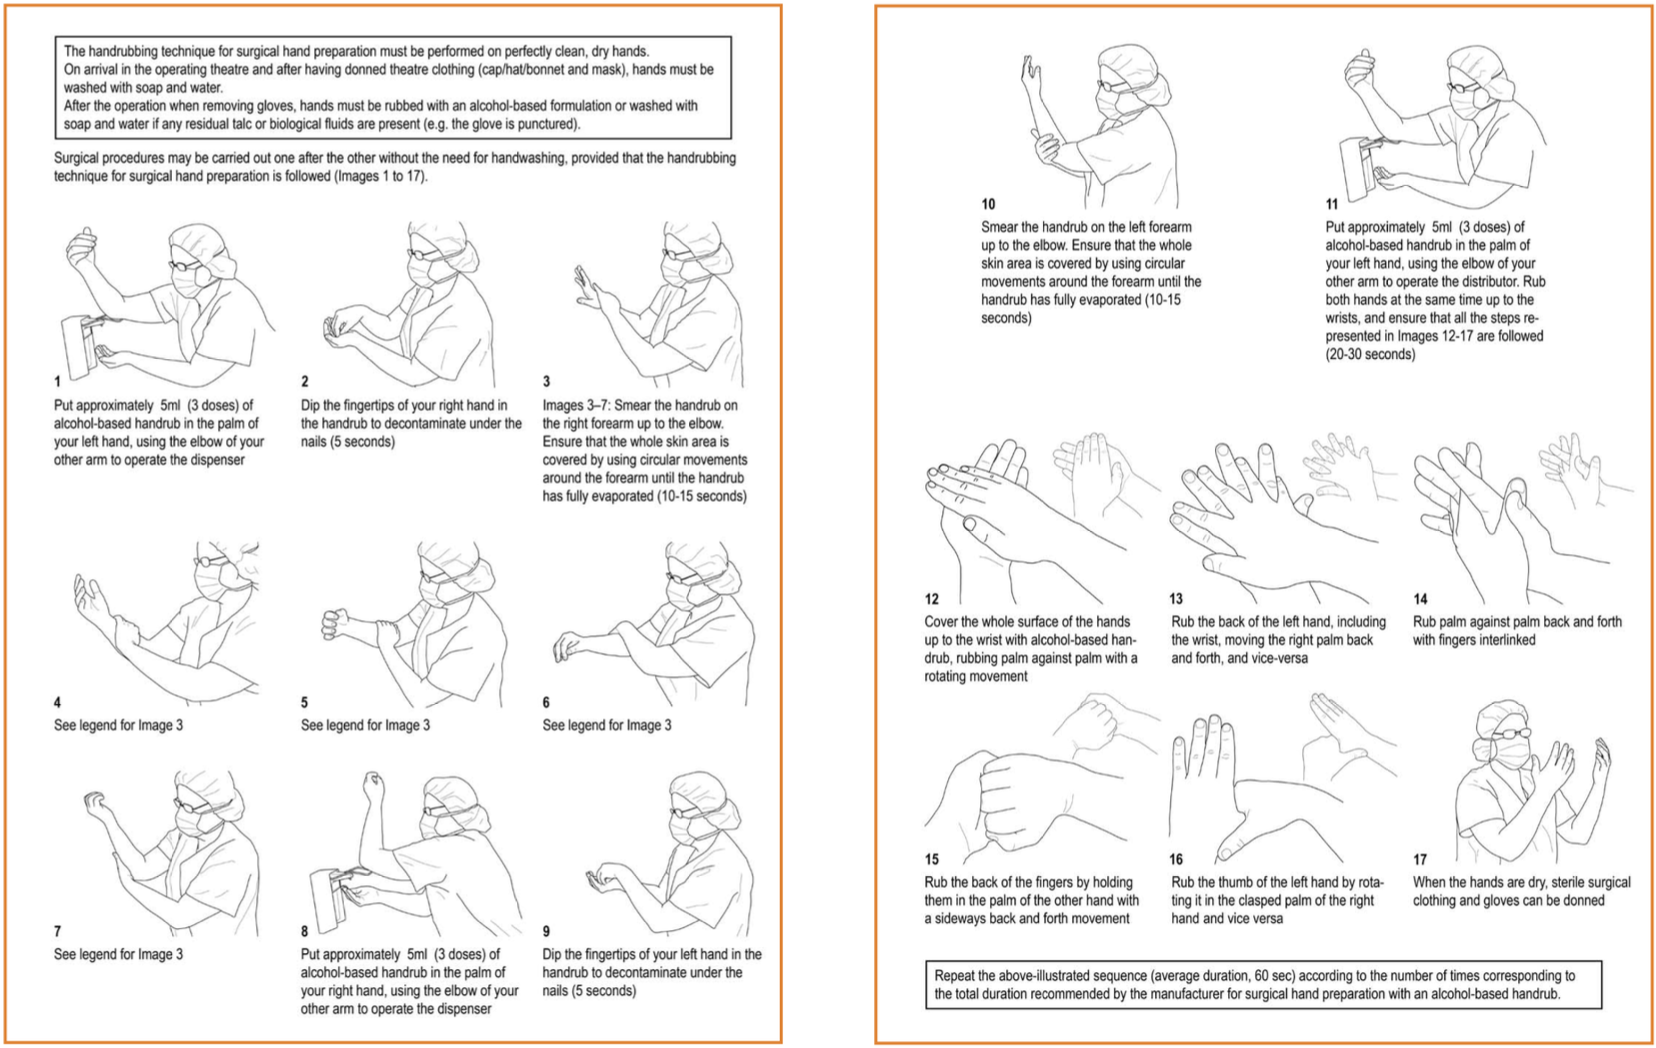 The handrubbing technique for surgical hand preparation must be performed on perfectly clean, dry hands.
On arrival in the operating theatre and after having donned theatre clothing (cap/hat/bonnet and mask), hands must be
washed with soap and water.
After the operation when removing gloves, hands must be rubbed with an alcohol-based formulation or washed with
soap and water if any residual talc or biological fluids are present (e.g. the glove is punctured).
Surgical procedures may be carried out one after the other without the need for handwashing, provided that the handrubbing
technique for surgical hand preparation is followed (Images 1 to 17).
1
Put approximately 5ml (3 doses) of
alcohol-based handrub in the palm of
your left hand, using the elbow of your
other arm to operate the dispenser
2
Dip the fingertips of your right hand in
the handrub to decontaminate under the
nails (5 seconds)
3
Images 3–7: Smear the handrub on
the right forearm up to the elbow.
Ensure that the whole skin area is
covered by using circular movements
around the forearm until the handrub
has fully evaporated (10-15 seconds)
4
See legend for Image 3
5
See legend for Image 3
6
See legend for Image 3
7
See legend for Image 3
8
Put approximately 5ml (3 doses) of
alcohol-based handrub in the palm of
your right hand, using the elbow of your
other arm to operate the dispenser
9
Dip the fingertips of your left hand in the
handrub to decontaminate under the
nails (5 seconds)
10
Smear the handrub on the left forearm
up to the elbow. Ensure that the whole
skin area is covered by using circular
movements around the forearm until the
handrub has fully evaporated (10-15
seconds)
11
Put approximately 5ml (3 doses) of
alcohol-based handrub in the palm of
your left hand, using the elbow of your
other arm to operate the distributor. Rub
both hands at the same time up to the
wrists, and ensure that all the steps re-
presented in Images 12-17 are followed
(20-30 seconds)
12
Cover the whole surface of the hands
up to the wrist with alcohol-based han-
drub, rubbing palm against palm with a
rotating movement
13
Rub the back of the left hand, including
the wrist, moving the right palm back
and forth, and vice-versa
14
Rub palm against palm back and forth
with fingers interlinked
15
Rub the back of the fingers by holding
them in the palm of the other hand with
a sideways back and forth movement
16
Rub the thumb of the left hand by rota-
ting it in the clasped palm of the right
hand and vice versa
17
When the hands are dry, sterile surgical
clothing and gloves can be donned
Repeat the above-illustrated sequence (average duration, 60 sec) according to the number of times corresponding to
the total duration recommended by the manufacturer for surgical hand preparation with an alcohol-based handrub.